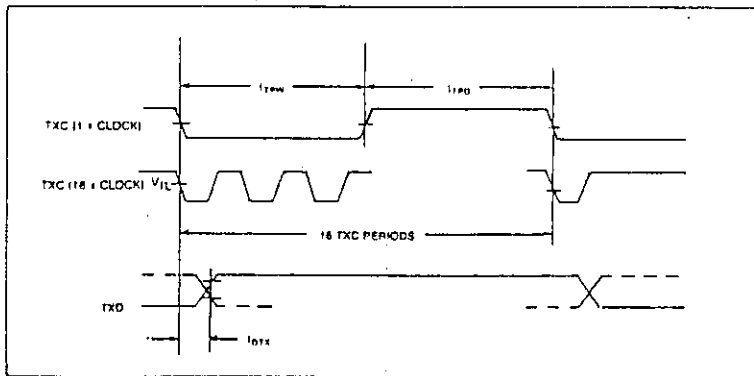 tTPW
tTPD
TXC (1 x CLOCK)
TXC (16 x CLOCK) VIL
16 TXC PERIODS
TXD
tDTX